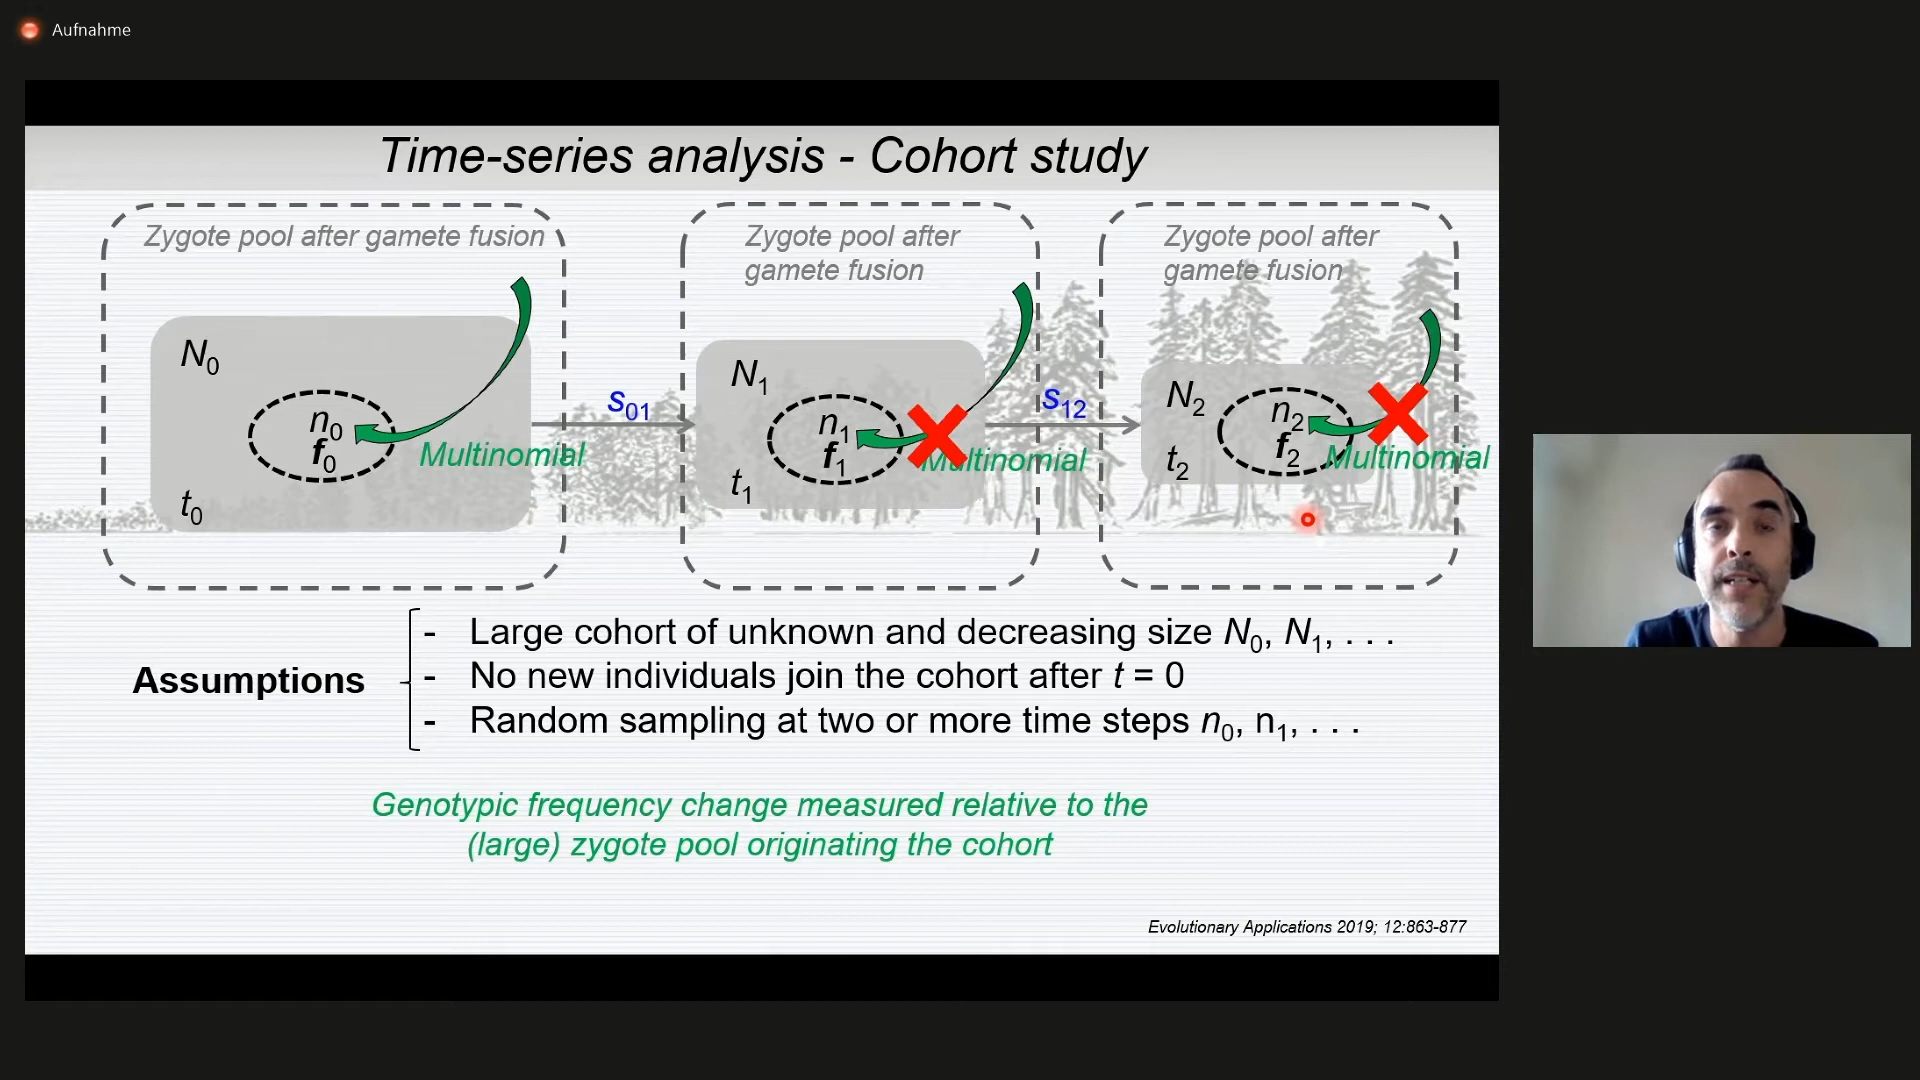 Aufnahme
Time-series analysis - Cohort study
Zygote pool after gamete fusion
Zygote pool after
gamete fusion
Zygote pool after
gamete fusion
N0
n0
f0
t0
Multinomial
s01
N1
n1
f1
t1
Multinomial
s12
N2
n2
f2
t2
Multinomial
Assumptions
- Large cohort of unknown and decreasing size N0, N1, . . .
- No new individuals join the cohort after t = 0
- Random sampling at two or more time steps n0, n1, . . .
Genotypic frequency change measured relative to the
(large) zygote pool originating the cohort
Evolutionary Applications 2019; 12:863-877